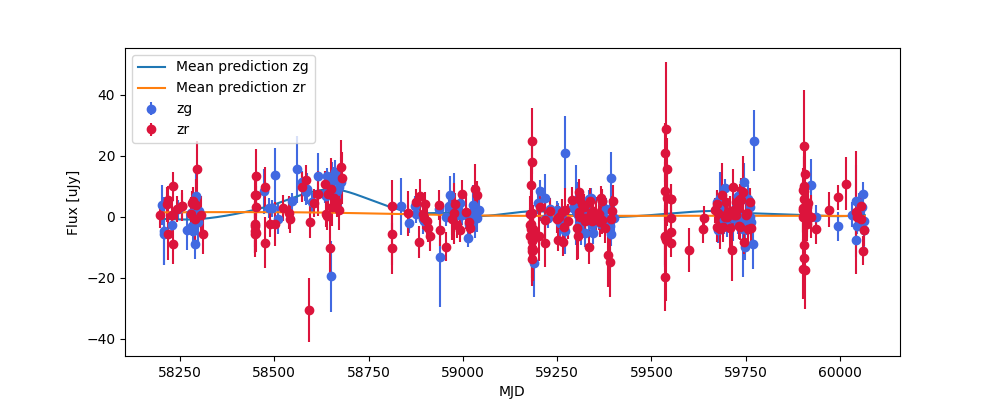 Mean prediction zg
Mean prediction zr
zg
zr
Flux [uJy]
40
20
0
−20
−40
58250
58500
58750
59000
59250
59500
59750
60000
MJD